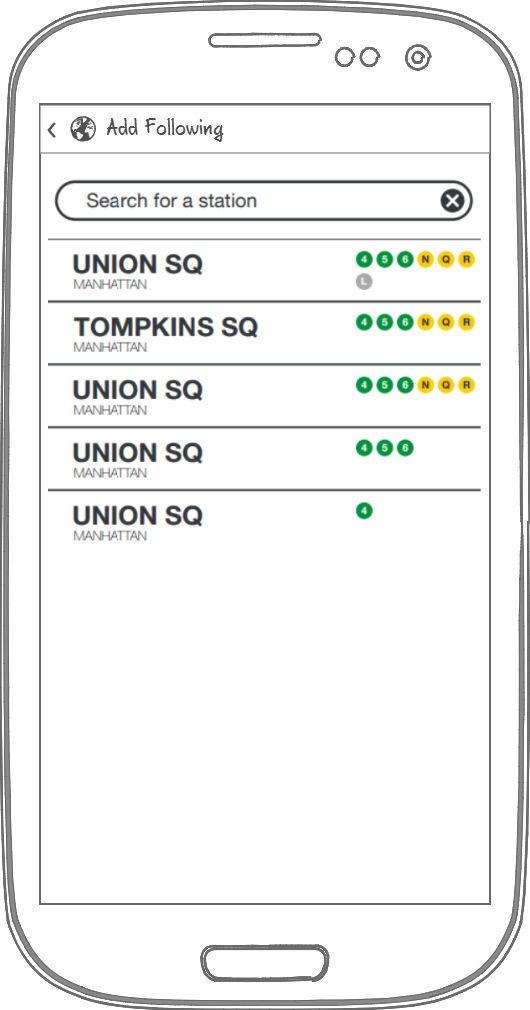 Add Following
Search for a station
UNION SQ 4 5 6 N Q R
MANHATTAN L
TOMPKINS SQ 4 5 6 N Q R
MANHATTAN
UNION SQ 4 5 6 N Q R
MANHATTAN
UNION SQ 4 5 6
MANHATTAN
UNION SQ 4
MANHATTAN